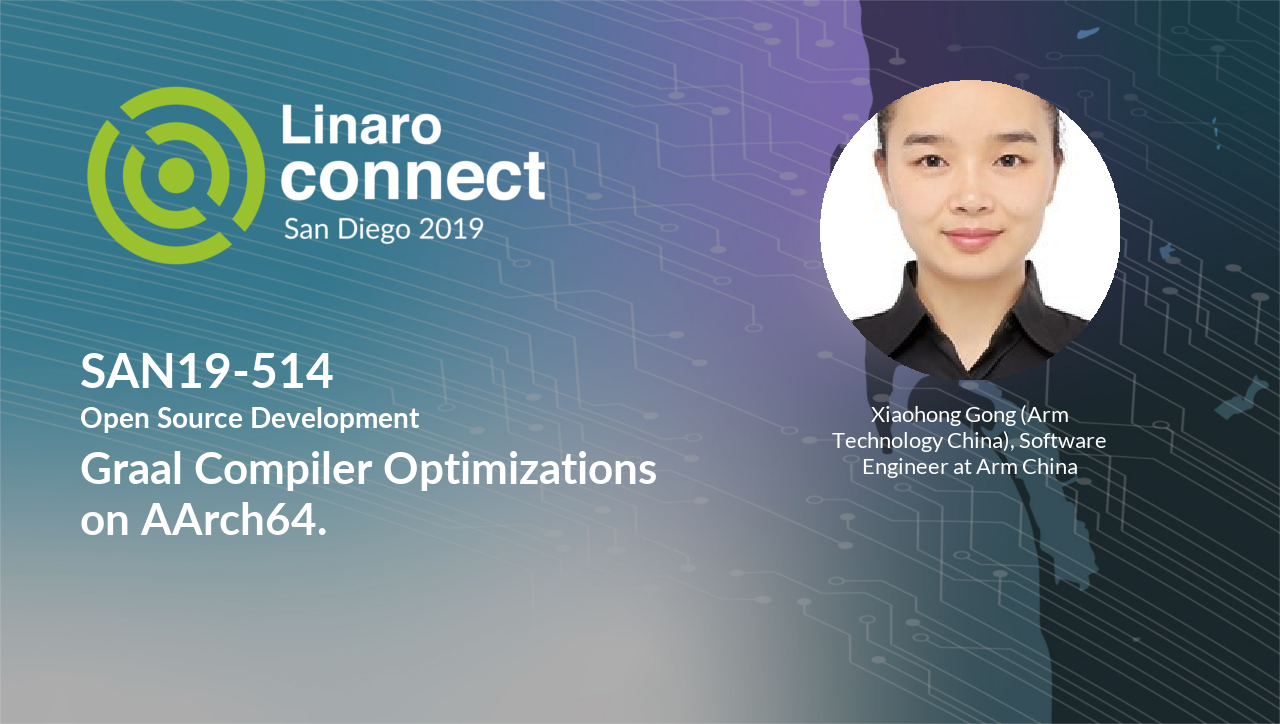 Linaro
connect
San Diego 2019
SAN19-514
Open Source Development
Graal Compiler Optimizations
on AArch64.
Xiaohong Gong (Arm
Technology China), Software
Engineer at Arm China